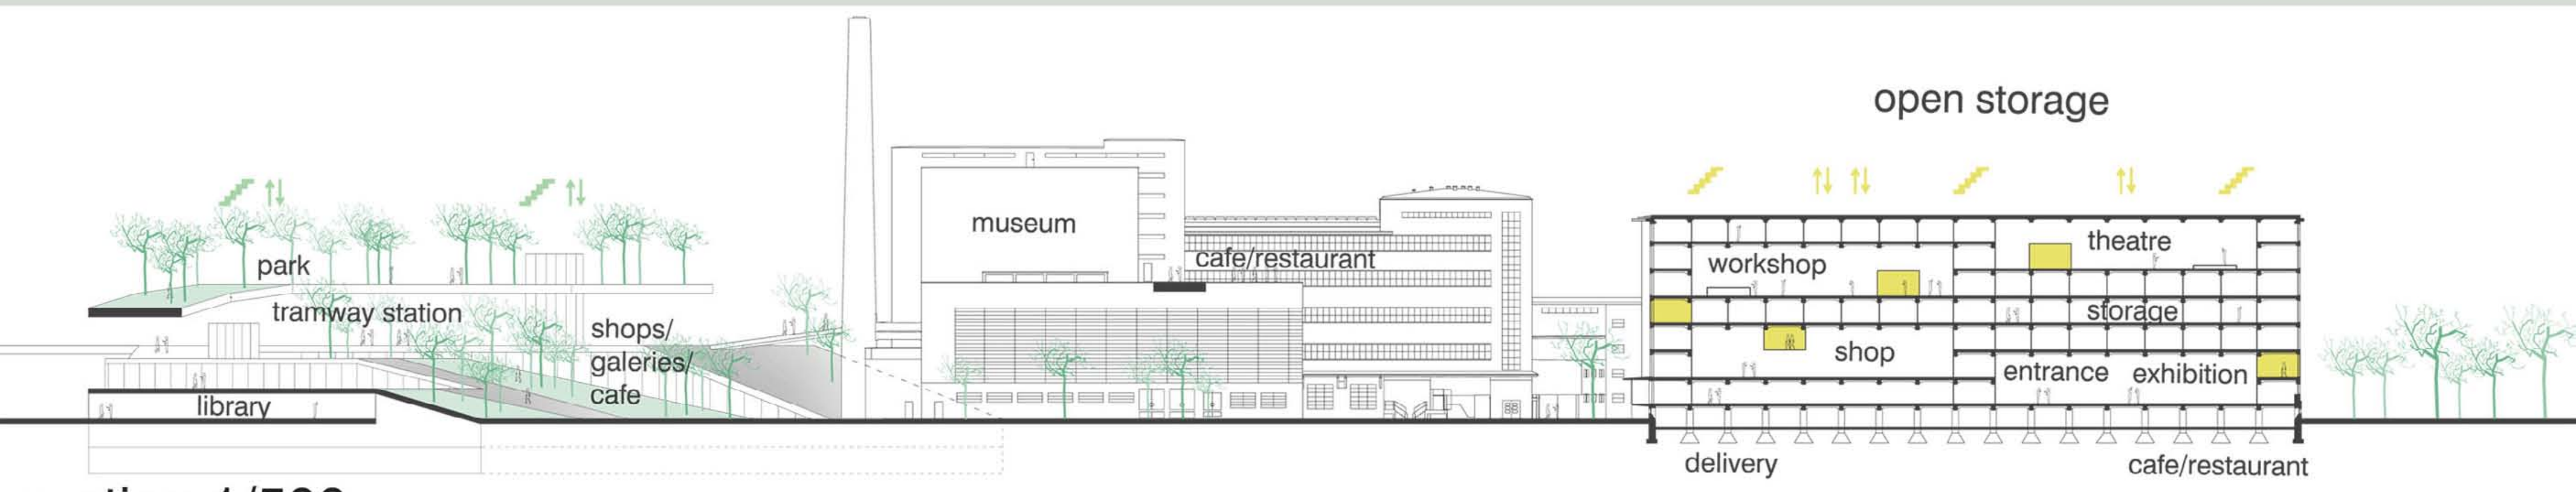 open storage
museum
theatre
cafe/restaurant
park
workshop
tramway station
storage
shops/
galeries/
cafe
shop
entrance
exhibition
library
delivery
cafe/restaurant